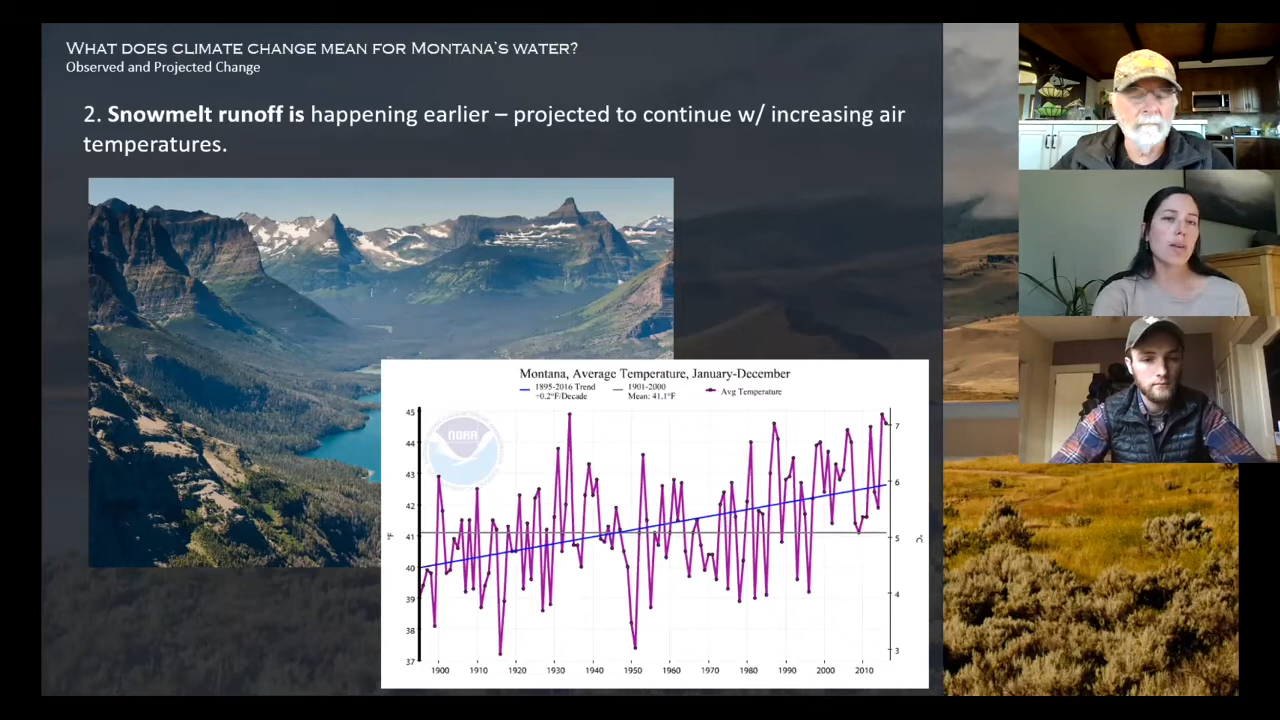 WHAT DOES CLIMATE CHANGE MEAN FOR MONTANA'S WATER?
Observed and Projected Change
2. Snowmelt runoff is happening earlier – projected to continue w/ increasing air
temperatures.
Montana, Average Temperature, January-December
1895-2016 Trend
+0.2°F/Decade
1901-2000
Mean: 41.1°F
Avg Temperature
NOAA
45
44
43
42
41
40
39
38
37
°F
7
6
5
4
3
°C
1900 1910 1920 1930 1940 1950 1960 1970 1980 1990 2000 2010